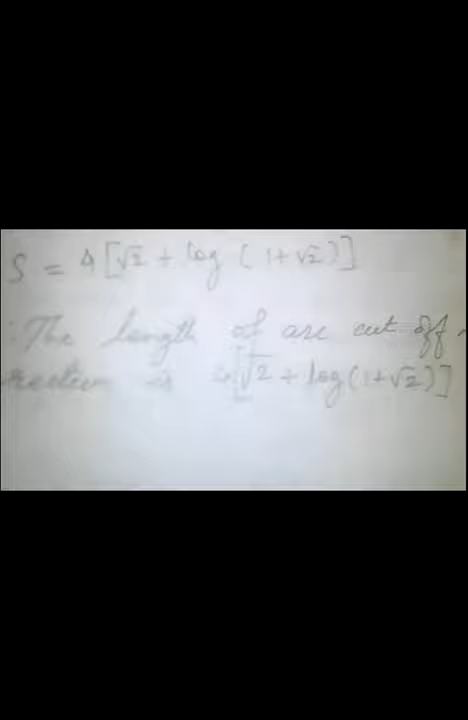 S = 4 [√2 + log (1+√2)]
∴ The length of arc cut off
is 4[√2 + log(1+√2)]